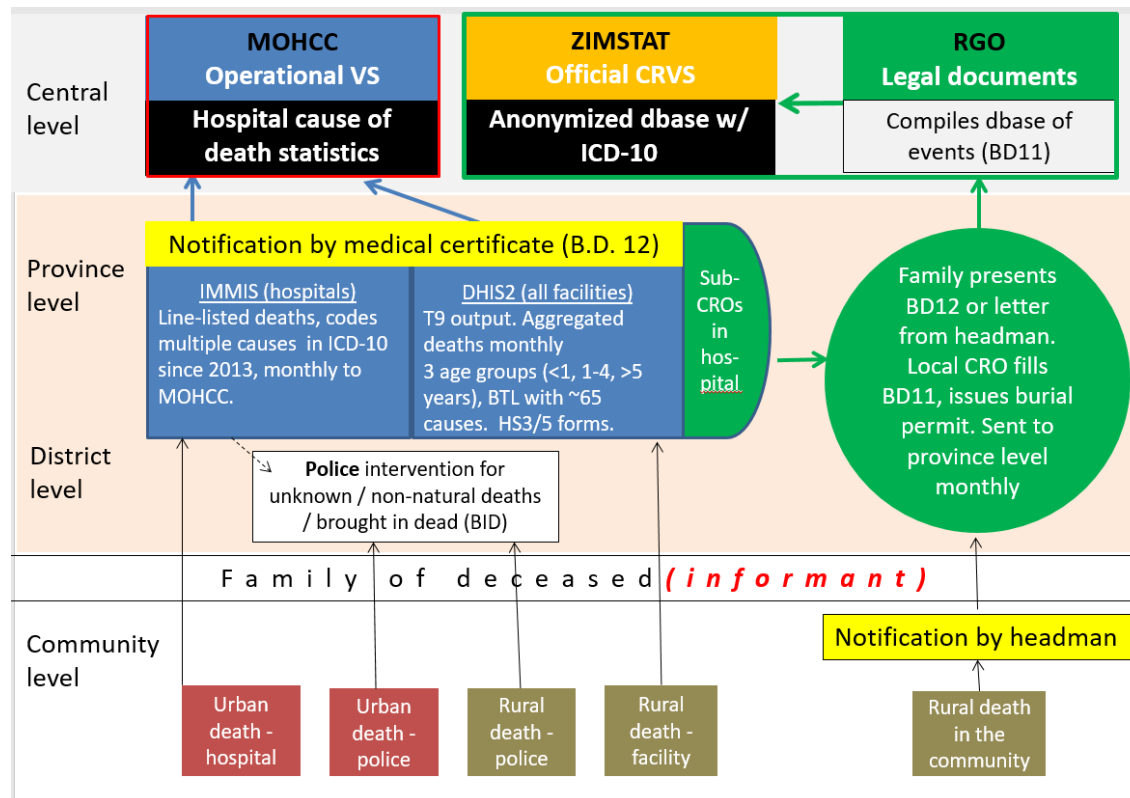 Central
level
MOHCC
Operational VS
Hospital cause of
death statistics
ZIMSTAT
Official CRVS
Anonymized dbase w/
ICD-10
RGO
Legal documents
Compiles dbase of
events (BD11)
Province
level
District
level
Notification by medical certificate (B.D. 12)
IMMIS (hospitals)
Line-listed deaths, codes
multiple causes in ICD-10
since 2013, monthly to
MOHCC.
DHIS2 (all facilities)
T9 output. Aggregated
deaths monthly
3 age groups (<1, 1-4, >5
years), BTL with ~65
causes. HS3/5 forms.
Sub-
CROs
in
hos-
pital
Family presents
BD12 or letter
from headman.
Local CRO fills
BD11, issues burial
permit. Sent to
province level
monthly
Police intervention for
unknown / non-natural deaths
/ brought in dead (BID)
Family of deceased (informant)
Community
level
Notification by headman
Urban
death -
hospital
Urban
death -
police
Rural
death -
police
Rural
death -
facility
Rural death
in the
community